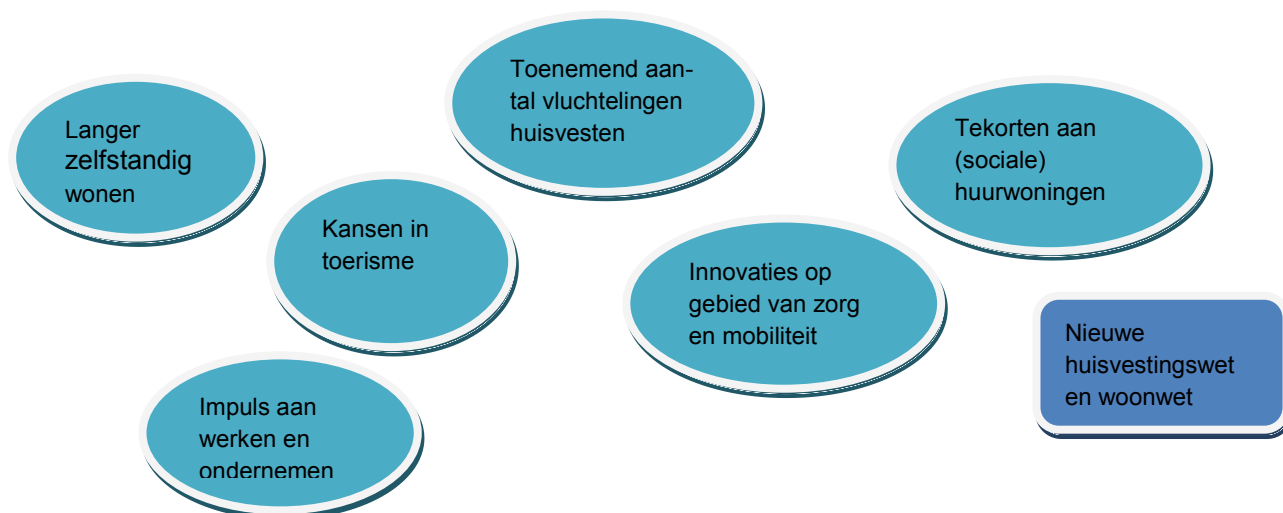 Toenemend aan-
tal vluchtelingen
huisvesten
Langer
zelfstandig
wonen
Tekorten aan
(sociale)
huurwoningen
Kansen in
toerisme
Innovaties op
gebied van zorg
en mobiliteit
Nieuwe
huisvestingswet
en woonwet
Impuls aan
werken en
ondernemen